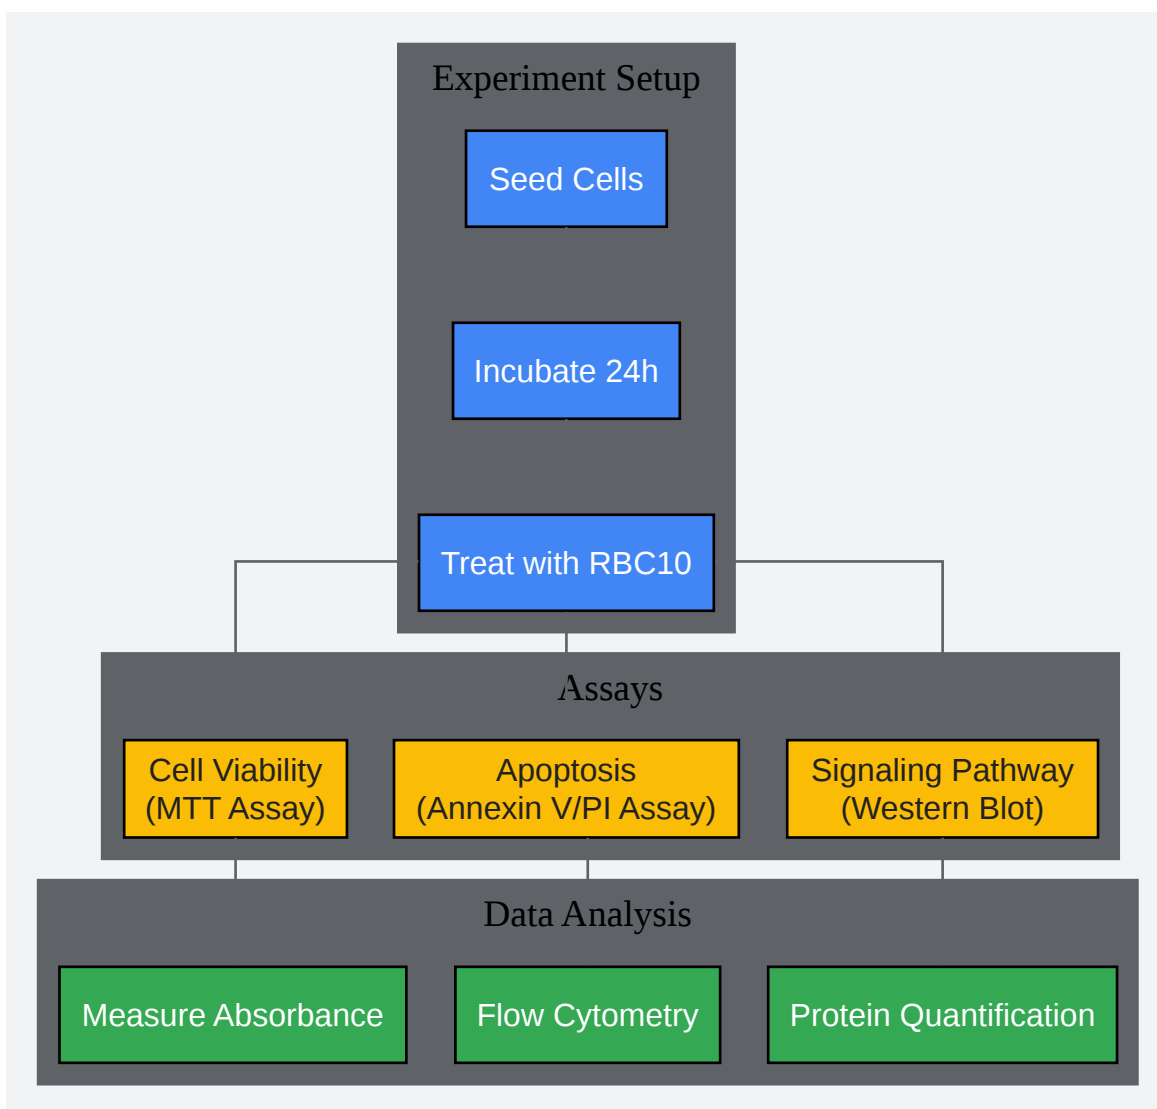 Experiment Setup
Seed Cells
Incubate 24h
Treat with RBC10
Assays
Cell Viability
(MTT Assay)
Apoptosis
(Annexin V/PI Assay)
Signaling Pathway
(Western Blot)
Data Analysis
Measure Absorbance
Flow Cytometry
Protein Quantification